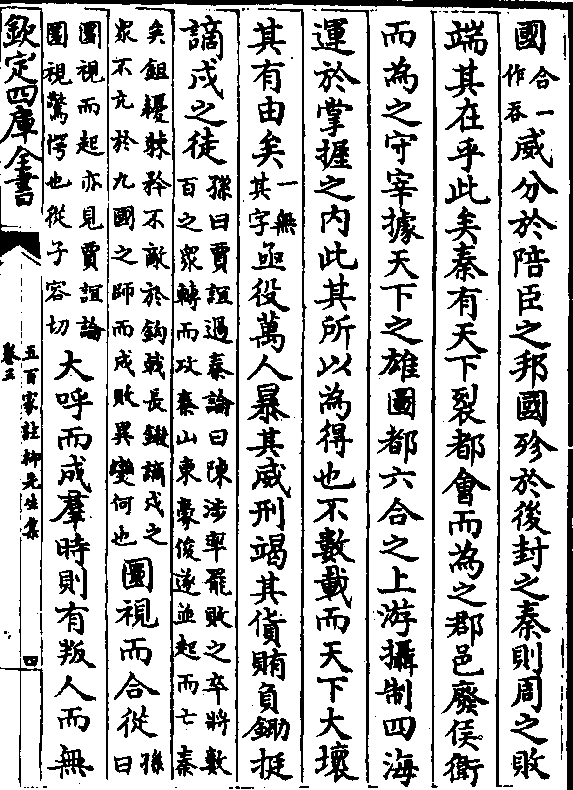 國一作吞威分於陪臣之邦國殄於後封之秦則周之敗
端其在乎此矣秦有天下裂都㑹而為之郡邑廢侯衛
而為之守宰據天下之雄圖都六合之上游攝制四海
運於掌握之內此其所以為得也不數載而天下大壞
其有由矣一無其字亟役萬人暴其威刑竭其貨賄負鋤挺
謫戍之徒孫曰賈誼過秦論曰陳涉率罷敗之卒將數百之衆轉而攻秦山東豪俊遂並起而亡秦
矣鉏耰棘矜不敵於鈎㦸長鎩謫戍之衆不亢於九國之師而成敗異變何也圜視而合從孫曰
圜視而起亦見賈誼論圜視驚愕也從子容切大呼而成羣時則有叛人而無
欽定四庫全書
五百家註柳先生集
卷三
四